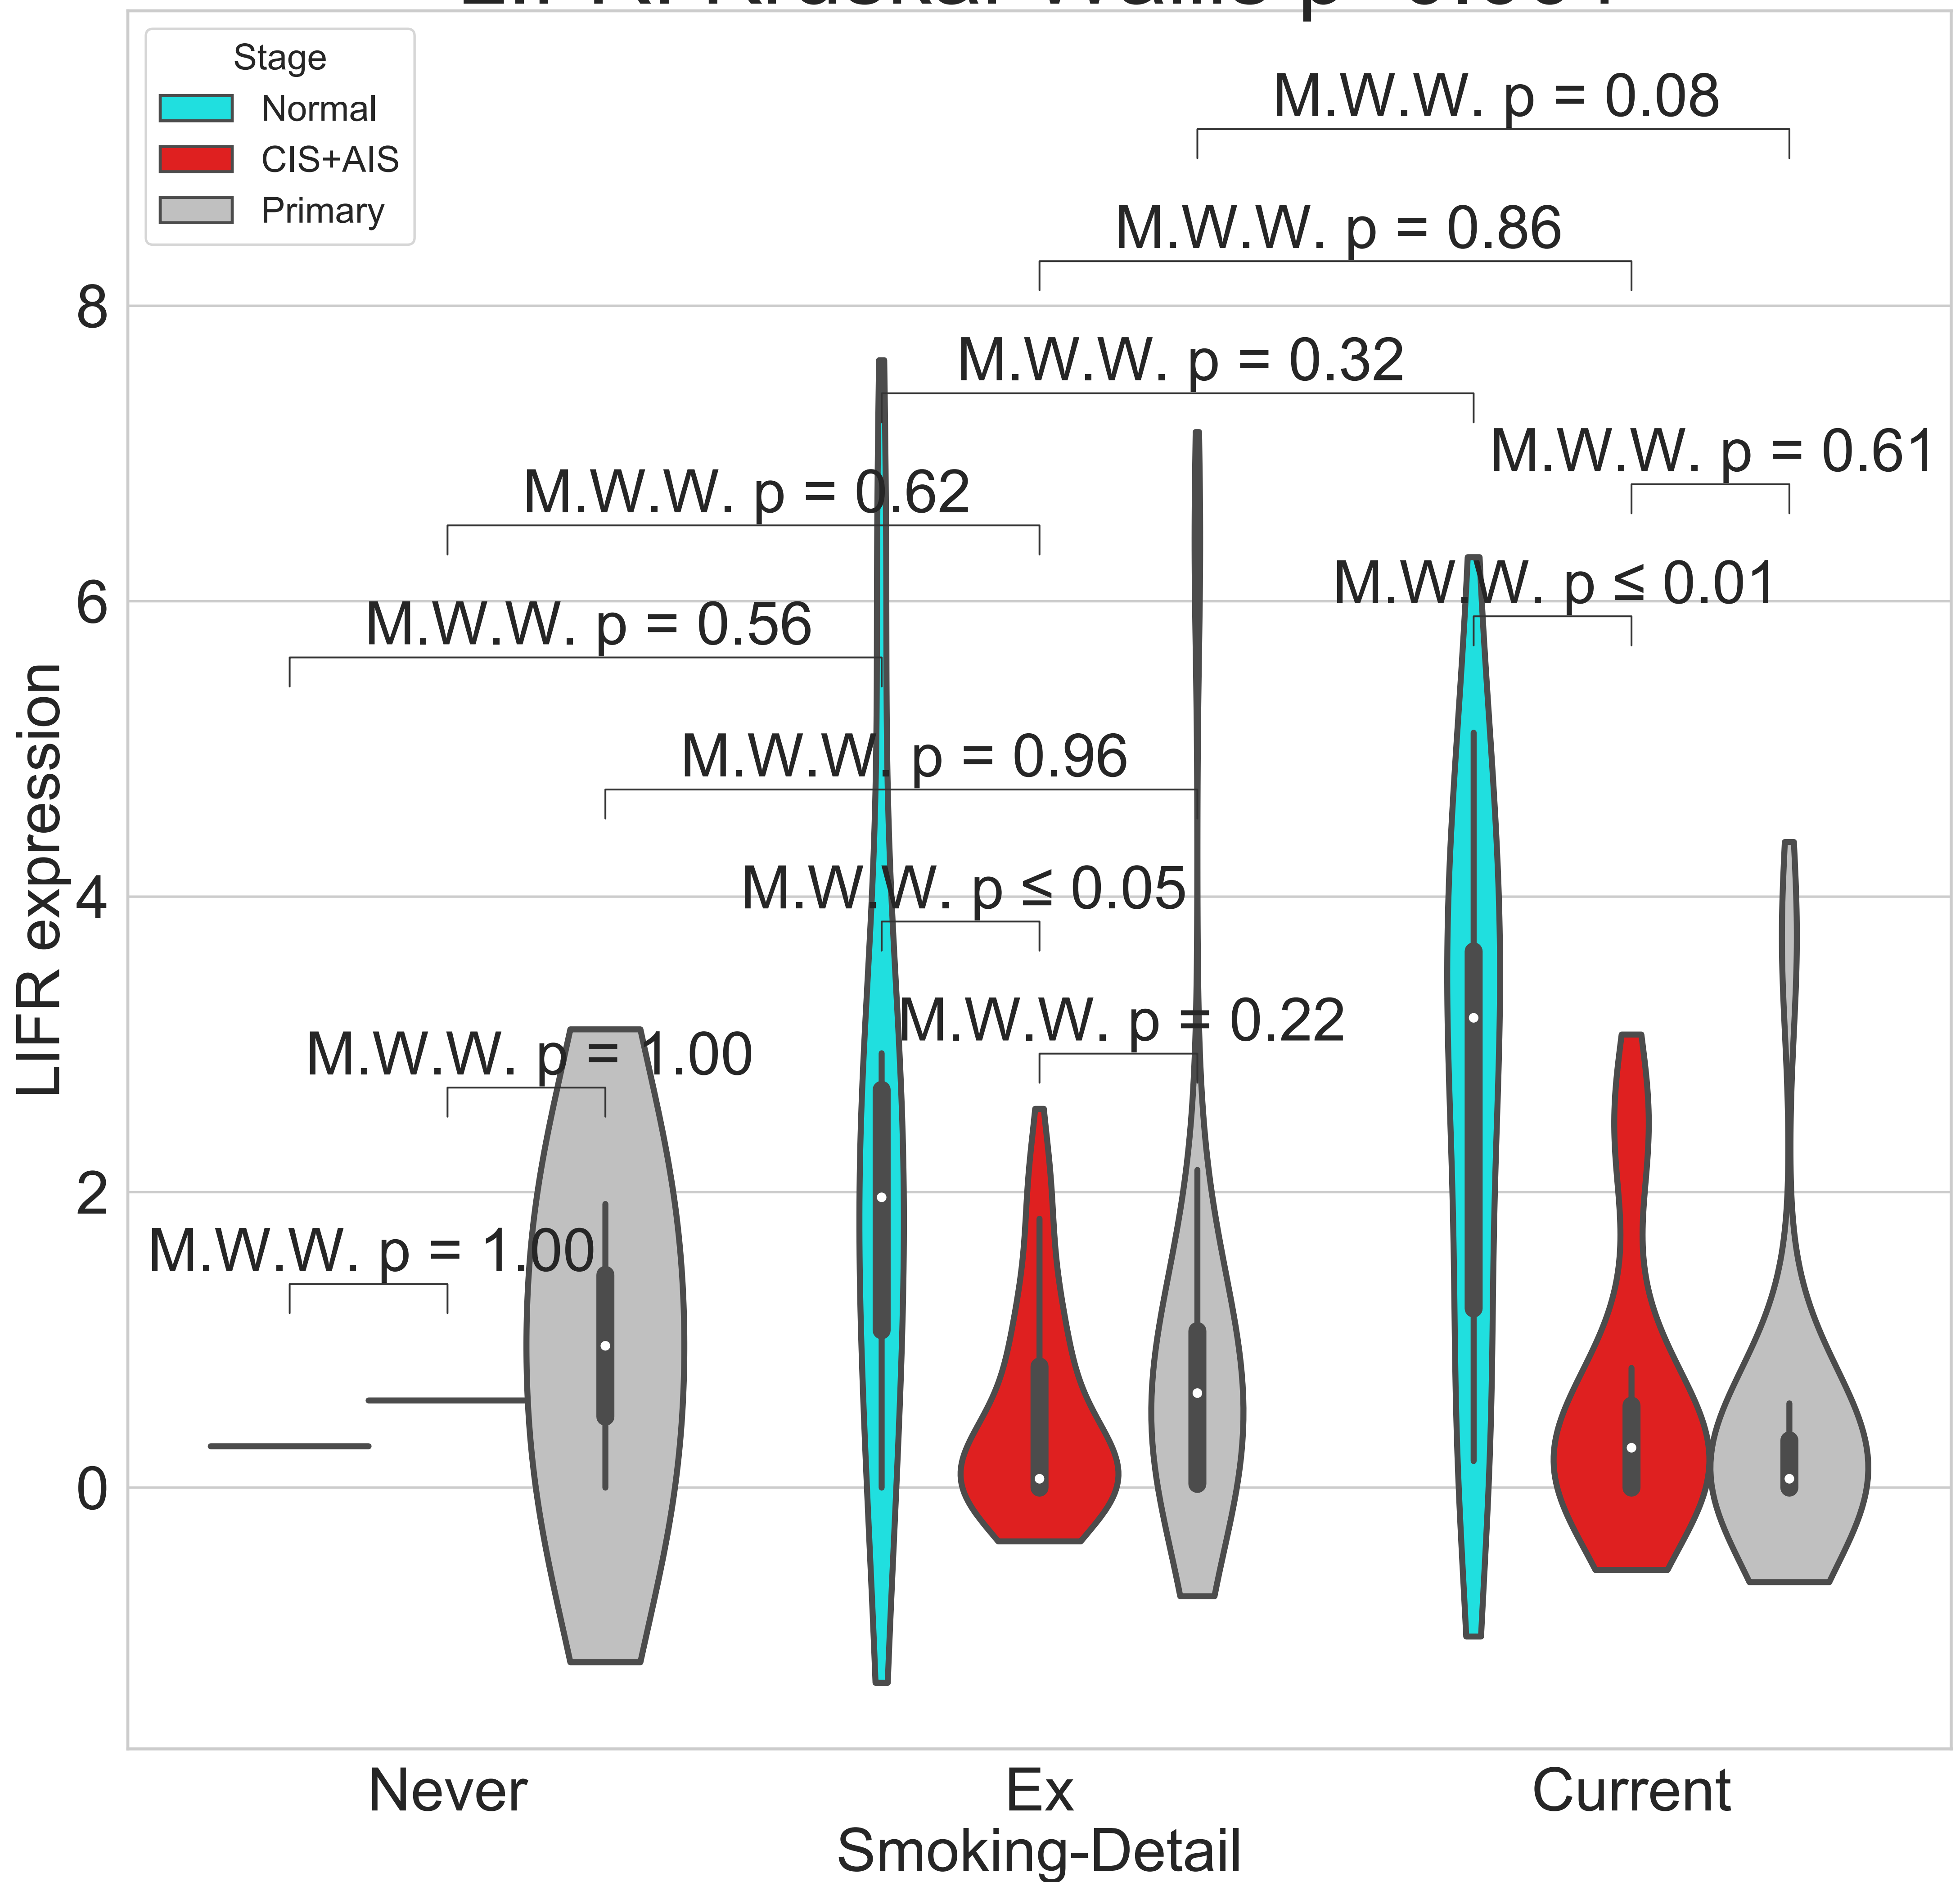 Stage
Normal
CIS+AIS
Primary
M.W.W. p = 0.08
M.W.W. p = 0.86
M.W.W. p = 0.32
M.W.W. p = 0.61
M.W.W. p = 0.62
M.W.W. p ≤ 0.01
M.W.W. p = 0.56
M.W.W. p = 0.96
M.W.W. p ≤ 0.05
M.W.W. p = 0.22
M.W.W. p = 1.00
M.W.W. p = 1.00
8
6
4
2
0
LIFR expression
Never Ex Current
Smoking-Detail